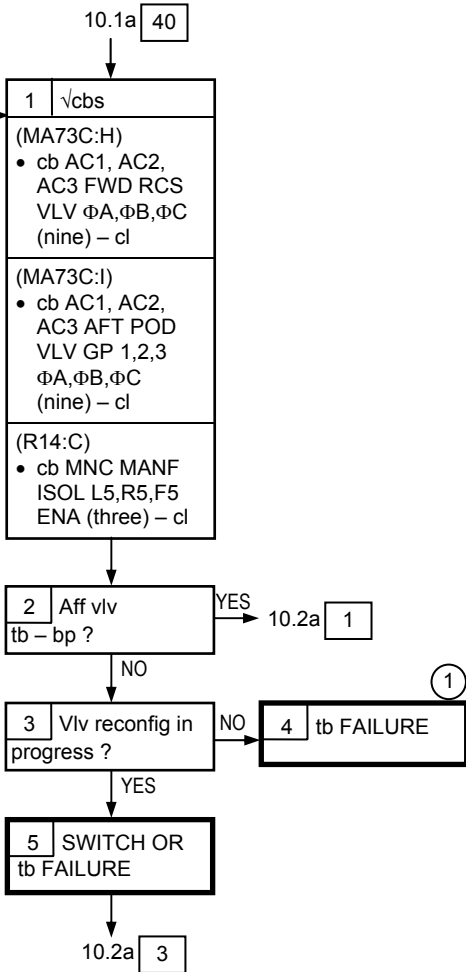 10.1a 40
1 √cbs
(MA73C:H)
• cb AC1, AC2,
AC3 FWD RCS
VLV ΦA,ΦB,ΦC
(nine) – cl
(MA73C:I)
• cb AC1, AC2,
AC3 AFT POD
VLV GP 1,2,3
ΦA,ΦB,ΦC
(nine) – cl
(R14:C)
• cb MNC MANF
ISOL L5,R5,F5
ENA (three) – cl
2 Aff vlv
tb – bp ?
YES
10.2a 1
NO
1
3 Vlv reconfig in
progress ?
NO
4 tb FAILURE
YES
5 SWITCH OR
tb FAILURE
10.2a 3